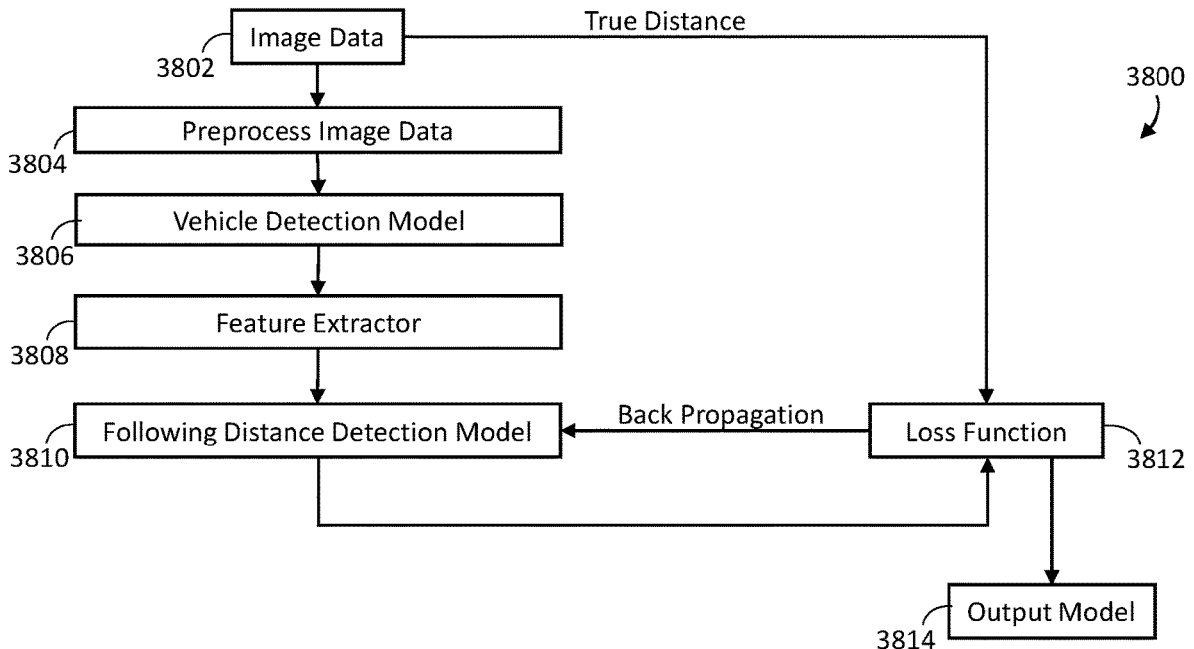 Image Data
True Distance
3802
3800
Preprocess Image Data
3804
Vehicle Detection Model
3806
Feature Extractor
3808
Following Distance Detection Model
Back Propagation
Loss Function
3810
3812
Output Model
3814